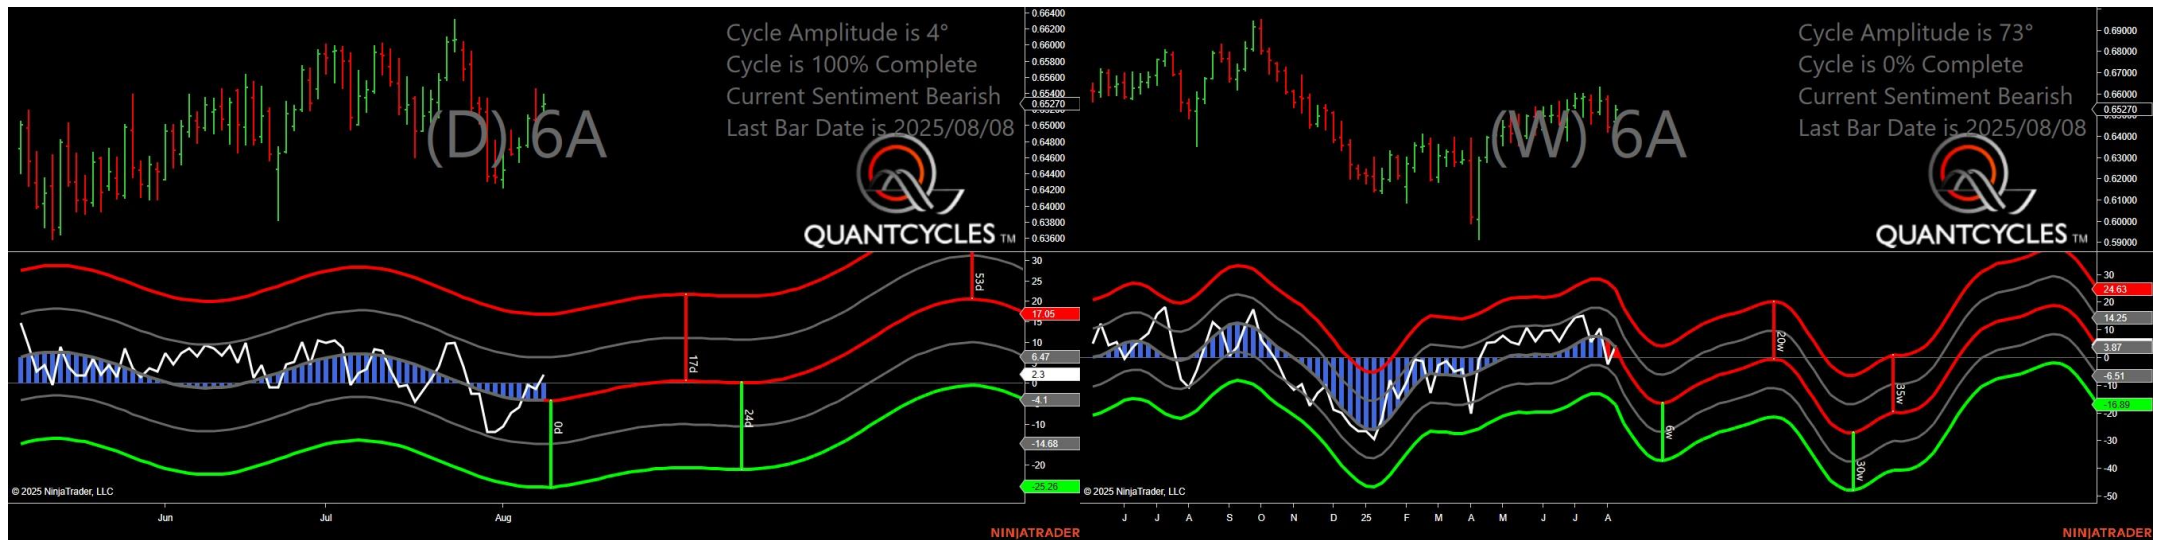 Cycle Amplitude is 4°
Cycle is 100% Complete
Current Sentiment Bearish
Last Bar Date is 2025/08/08
(D) 6A
QUANTCYCLES TM
0.66400
0.66200
0.66000
0.65800
0.65600
0.65400
0.65270
0.65000
0.64800
0.64600
0.64400
0.64200
0.64000
0.63800
0.63600
30
25
20
17.05
15
10
6.47
2.3
0
-4.1
-10
-14.68
-20
-25.26
0d
17d
24d
53d
© 2025 NinjaTrader, LLC
Jun
Jul
Aug
NINJATRADER
Cycle Amplitude is 73°
Cycle is 0% Complete
Current Sentiment Bearish
Last Bar Date is 2025/08/08
(W) 6A
QUANTCYCLES TM
0.69000
0.68000
0.67000
0.66000
0.65270
0.64000
0.63000
0.62000
0.61000
0.60000
0.59000
30
24.63
20
14.25
10
3.87
0
-6.51
-10
-16.89
-20
-30
-40
-50
6w
20w
30w
35w
© 2025 NinjaTrader, LLC
J
J
A
S
O
N
D
25
F
M
A
M
J
J
A
NINJATRADER